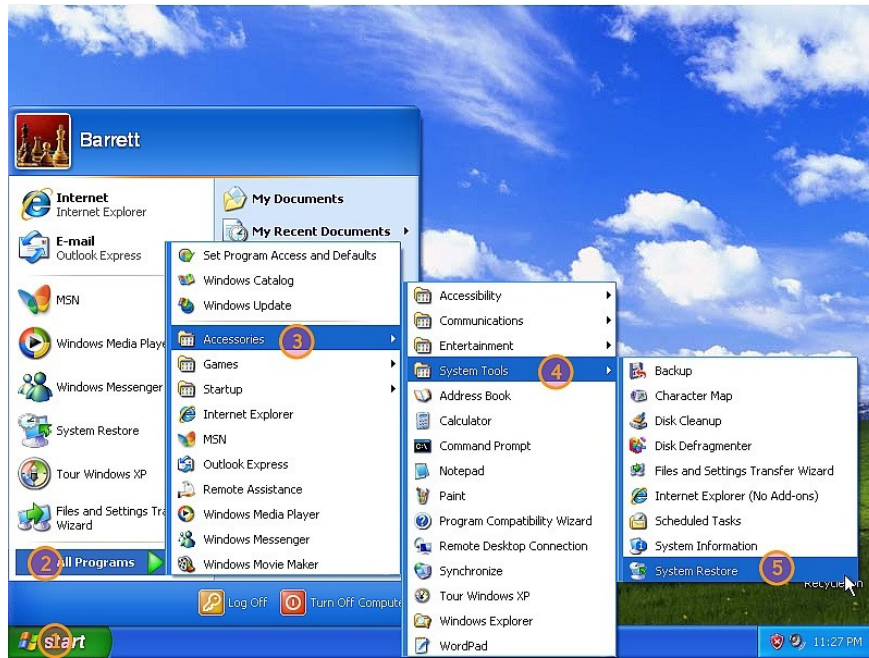 Barrett
Internet
Internet Explorer
E-mail
Outlook Express
MSN
Windows Media Playe
Windows Messenger
System Restore
Tour Windows XP
Files and Settings Tra
Wizard
2
All Programs
My Documents
My Recent Documents
Set Program Access and Defaults
Windows Catalog
Windows Update
Accessories
3
Games
Startup
Internet Explorer
MSN
Outlook Express
Remote Assistance
Windows Media Player
Windows Messenger
Windows Movie Maker
Accessibility
Communications
Entertainment
System Tools
4
Address Book
Calculator
Command Prompt
Notepad
Paint
Program Compatibility Wizard
Remote Desktop Connection
Synchronize
Tour Windows XP
Windows Explorer
WordPad
Backup
Character Map
Disk Cleanup
Disk Defragmenter
Files and Settings Transfer Wizard
Internet Explorer (No Add-ons)
Scheduled Tasks
System Information
System Restore
5
Log Off
Turn Off Compute
start
1
11:27 PM